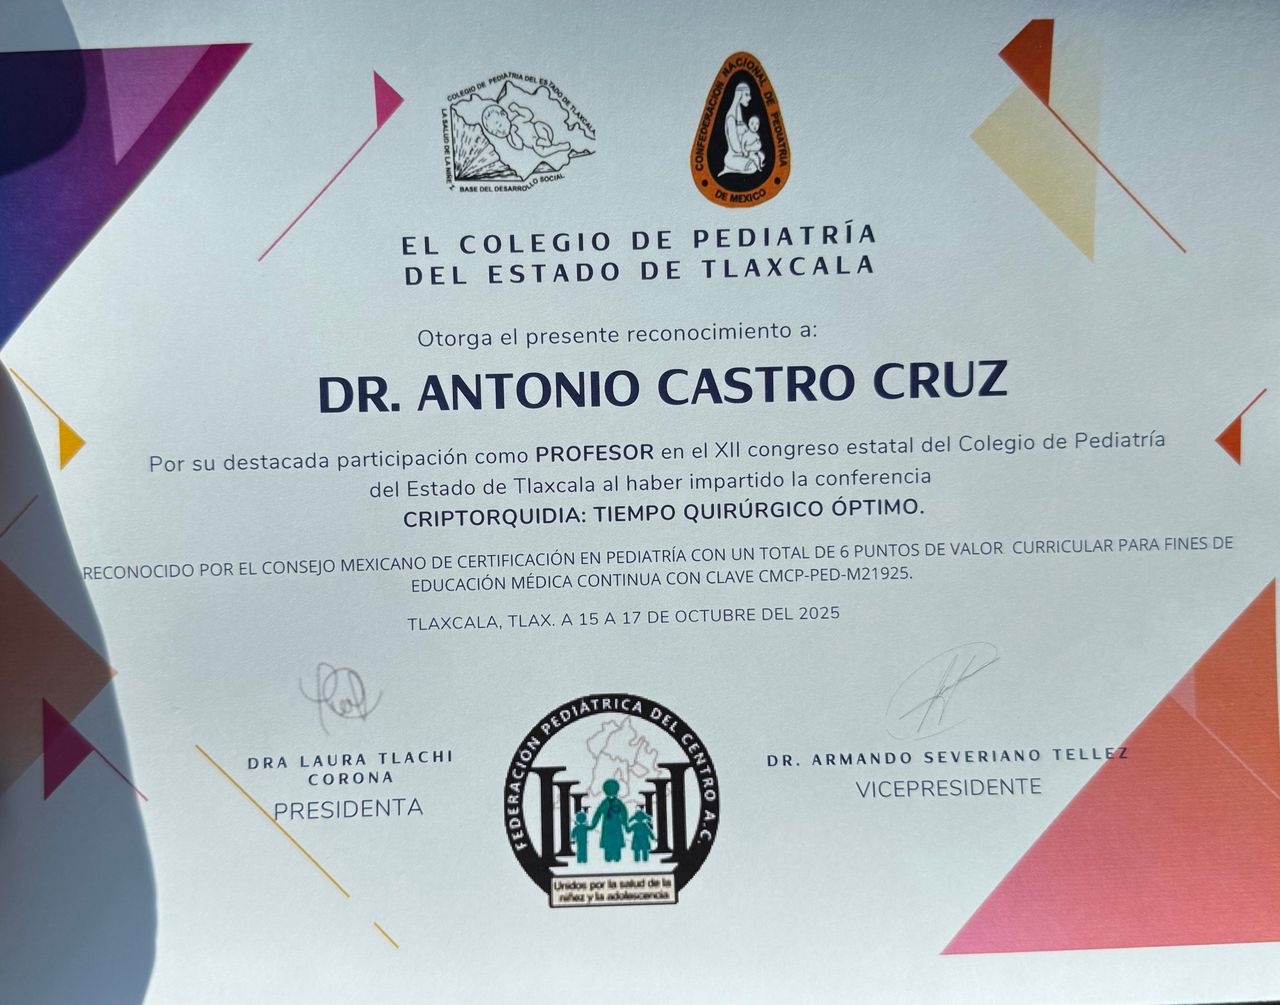 COLEGIO DE PEDIATRIA DEL ESTADO DE TLAXCALA
LA SALUD DE LA NIÑEZ
BASE DEL DESARROLLO SOCIAL
CONFEDERACION NACIONAL DE PEDIATRIA
DE MEXICO
EL COLEGIO DE PEDIATRÍA
DEL ESTADO DE TLAXCALA
Otorga el presente reconocimiento a:
DR. ANTONIO CASTRO CRUZ
Por su destacada participación como PROFESOR en el XII congreso estatal del Colegio de Pediatría
del Estado de Tlaxcala al haber impartido la conferencia
CRIPTORQUIDIA: TIEMPO QUIRÚRGICO ÓPTIMO.
RECONOCIDO POR EL CONSEJO MEXICANO DE CERTIFICACIÓN EN PEDIATRÍA CON UN TOTAL DE 6 PUNTOS DE VALOR CURRICULAR PARA FINES DE
EDUCACIÓN MÉDICA CONTINUA CON CLAVE CMCP-PED-M21925.
TLAXCALA, TLAX. A 15 A 17 DE OCTUBRE DEL 2025
DRA LAURA TLACHI
CORONA
PRESIDENTA
FEDERACIÓN PEDIÁTRICA DEL CENTRO A.C.
Unidos por la salud de la
niñez y la adolescencia
DR. ARMANDO SEVERIANO TELLEZ
VICEPRESIDENTE